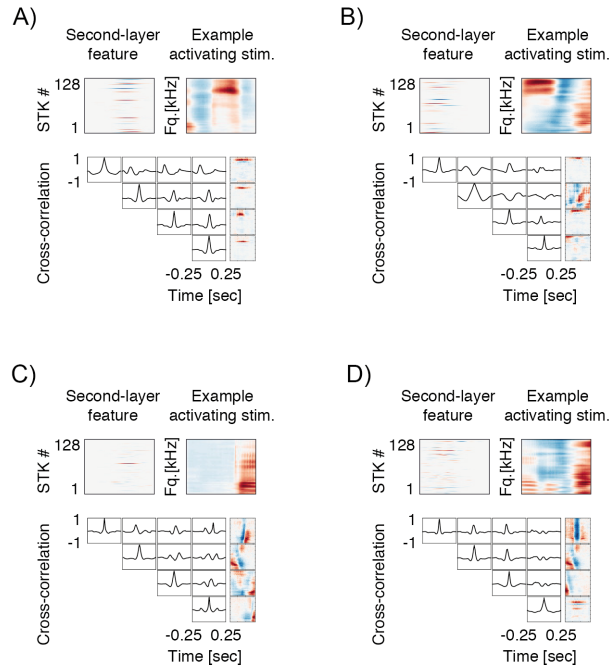 A)
Second-layer feature
Example activating stim.
STK #
128
1
Fq.[kHz]
Cross-correlation
1
-1
-0.25 0.25
Time [sec]
B)
Second-layer feature
Example activating stim.
STK #
128
1
Fq.[kHz]
Cross-correlation
1
-1
-0.25 0.25
Time [sec]
C)
Second-layer feature
Example activating stim.
STK #
128
1
Fq.[kHz]
Cross-correlation
1
-1
-0.25 0.25
Time [sec]
D)
Second-layer feature
Example activating stim.
STK #
128
1
Fq.[kHz]
Cross-correlation
1
-1
-0.25 0.25
Time [sec]